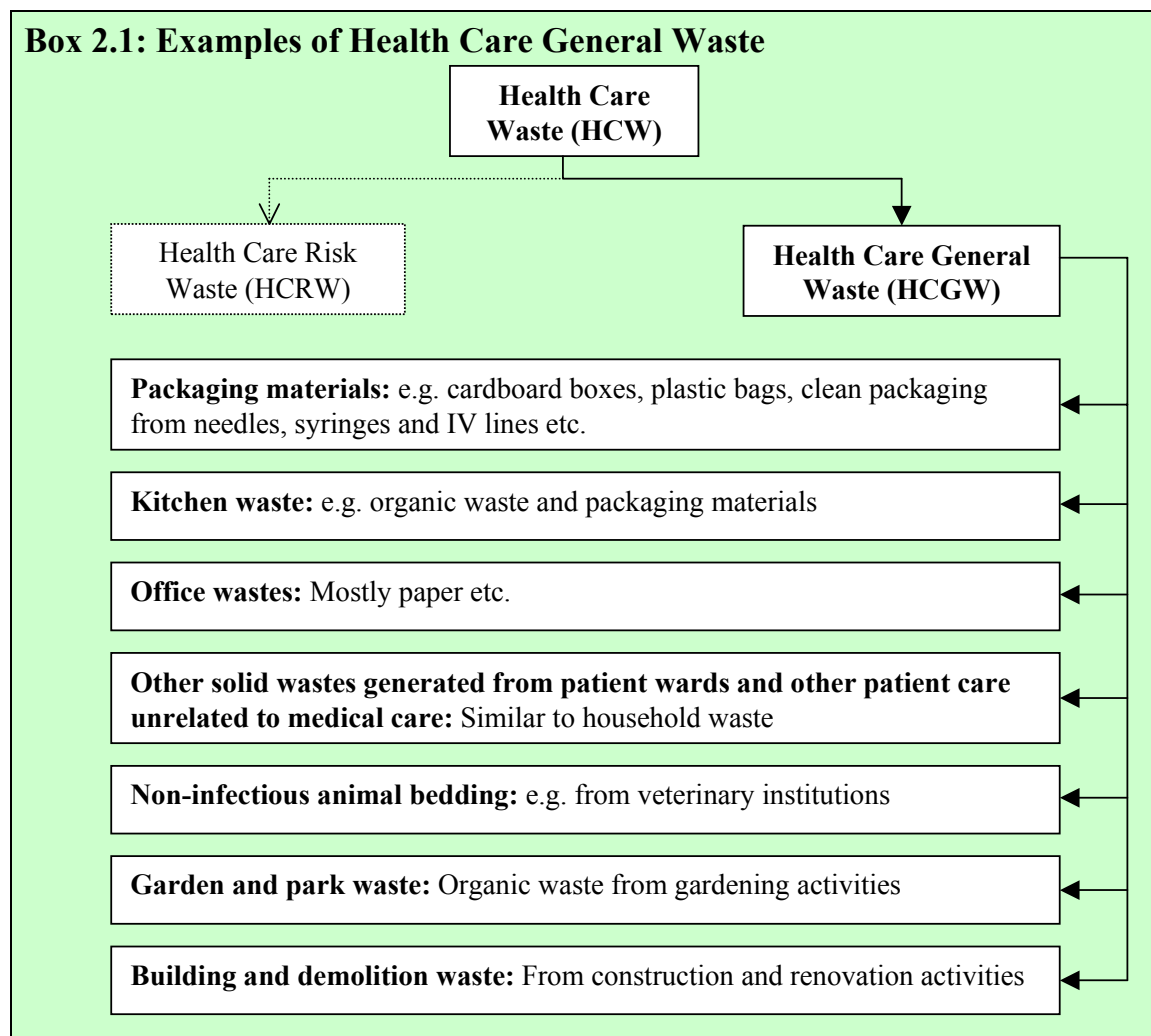 Box 2.1: Examples of Health Care General Waste
Health Care
Waste (HCW)
Health Care Risk
Waste (HCRW)
Health Care General
Waste (HCGW)
Packaging materials: e.g. cardboard boxes, plastic bags, clean packaging
from needles, syringes and IV lines etc.
Kitchen waste: e.g. organic waste and packaging materials
Office wastes: Mostly paper etc.
Other solid wastes generated from patient wards and other patient care
unrelated to medical care: Similar to household waste
Non-infectious animal bedding: e.g. from veterinary institutions
Garden and park waste: Organic waste from gardening activities
Building and demolition waste: From construction and renovation activities